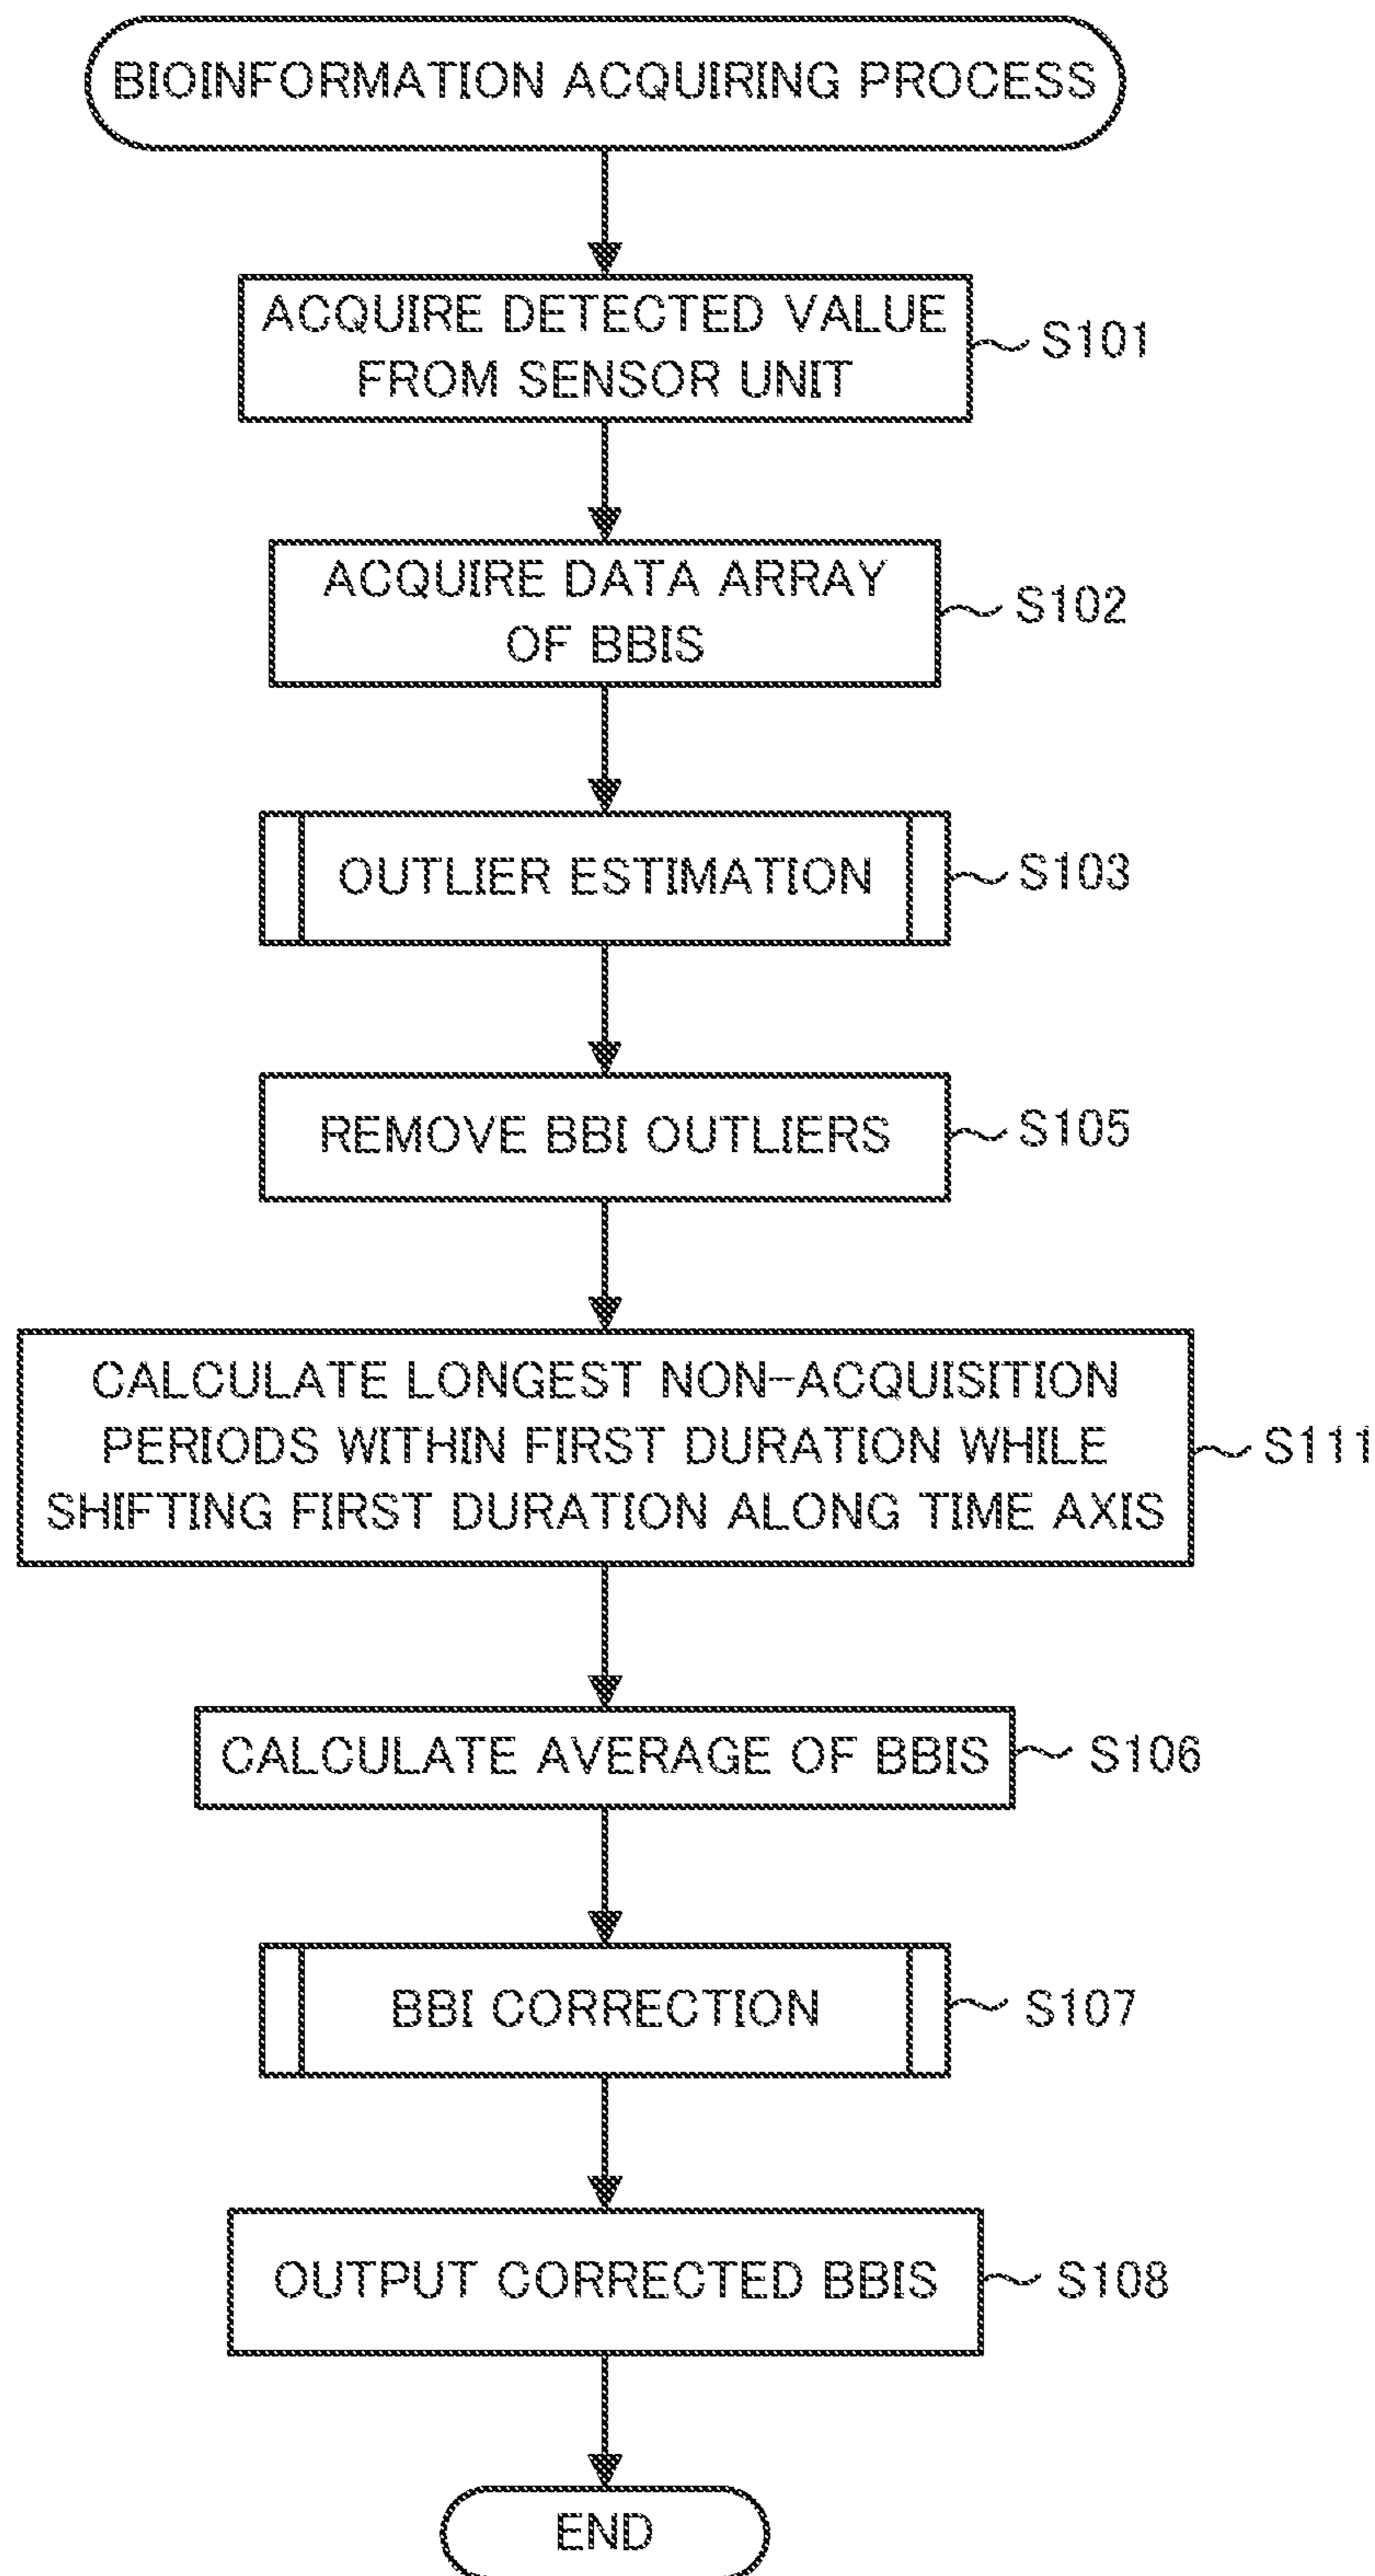 BIOINFORMATION ACQUIRING PROCESS
ACQUIRE DETECTED VALUE
FROM SENSOR UNIT
S101
ACQUIRE DATA ARRAY
OF BBIS
S102
OUTLIER ESTIMATION
S103
REMOVE BBI OUTLIERS
S105
CALCULATE LONGEST NON-ACQUISITION
PERIODS WITHIN FIRST DURATION WHILE
SHIFTING FIRST DURATION ALONG TIME AXIS
S111
CALCULATE AVERAGE OF BBIS
S106
BBI CORRECTION
S107
OUTPUT CORRECTED BBIS
S108
END